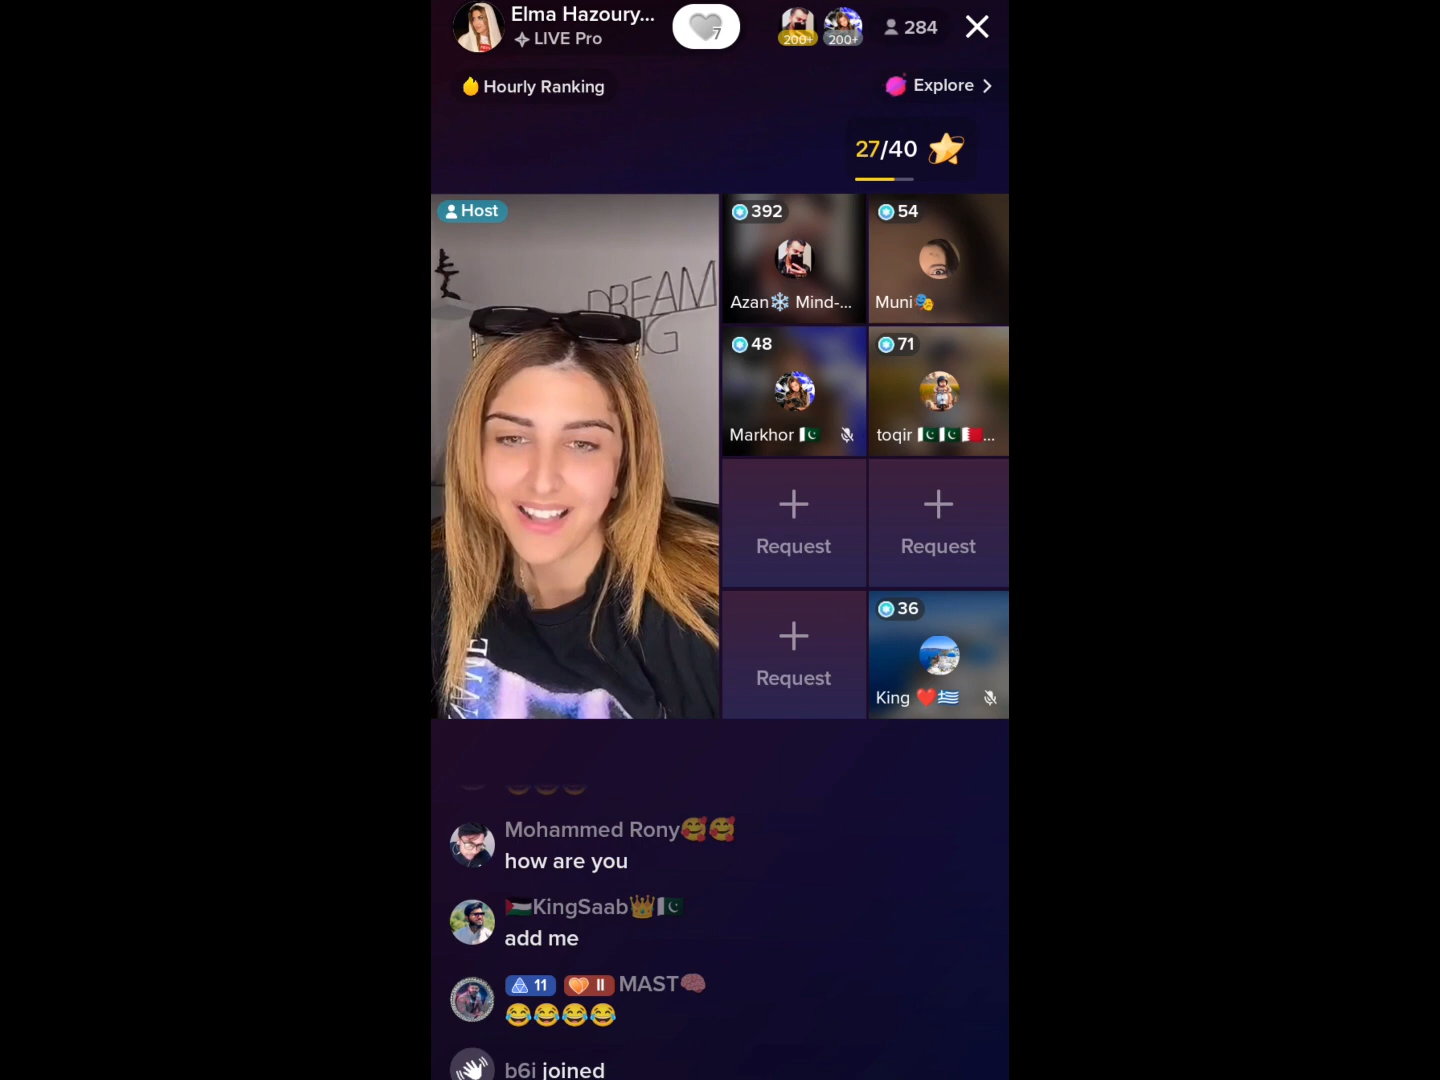 Elma Hazoury...
LIVE Pro
7
200+
200+
284
Hourly Ranking
Explore
27/40
Host
DREAM
392
Azan❄️ Mind-...
54
Muni🎭
48
Markhor 🇵🇰
71
toqir 🇵🇰🇵🇰🇧🇭...
Request
Request
Request
36
King ❤️🇬🇷
😂😂😂
Mohammed Rony🥰🥰
how are you
🇵🇸KingSaab👑🇵🇰
add me
11 II MAST🧠
😂😂😂😂
b6i joined